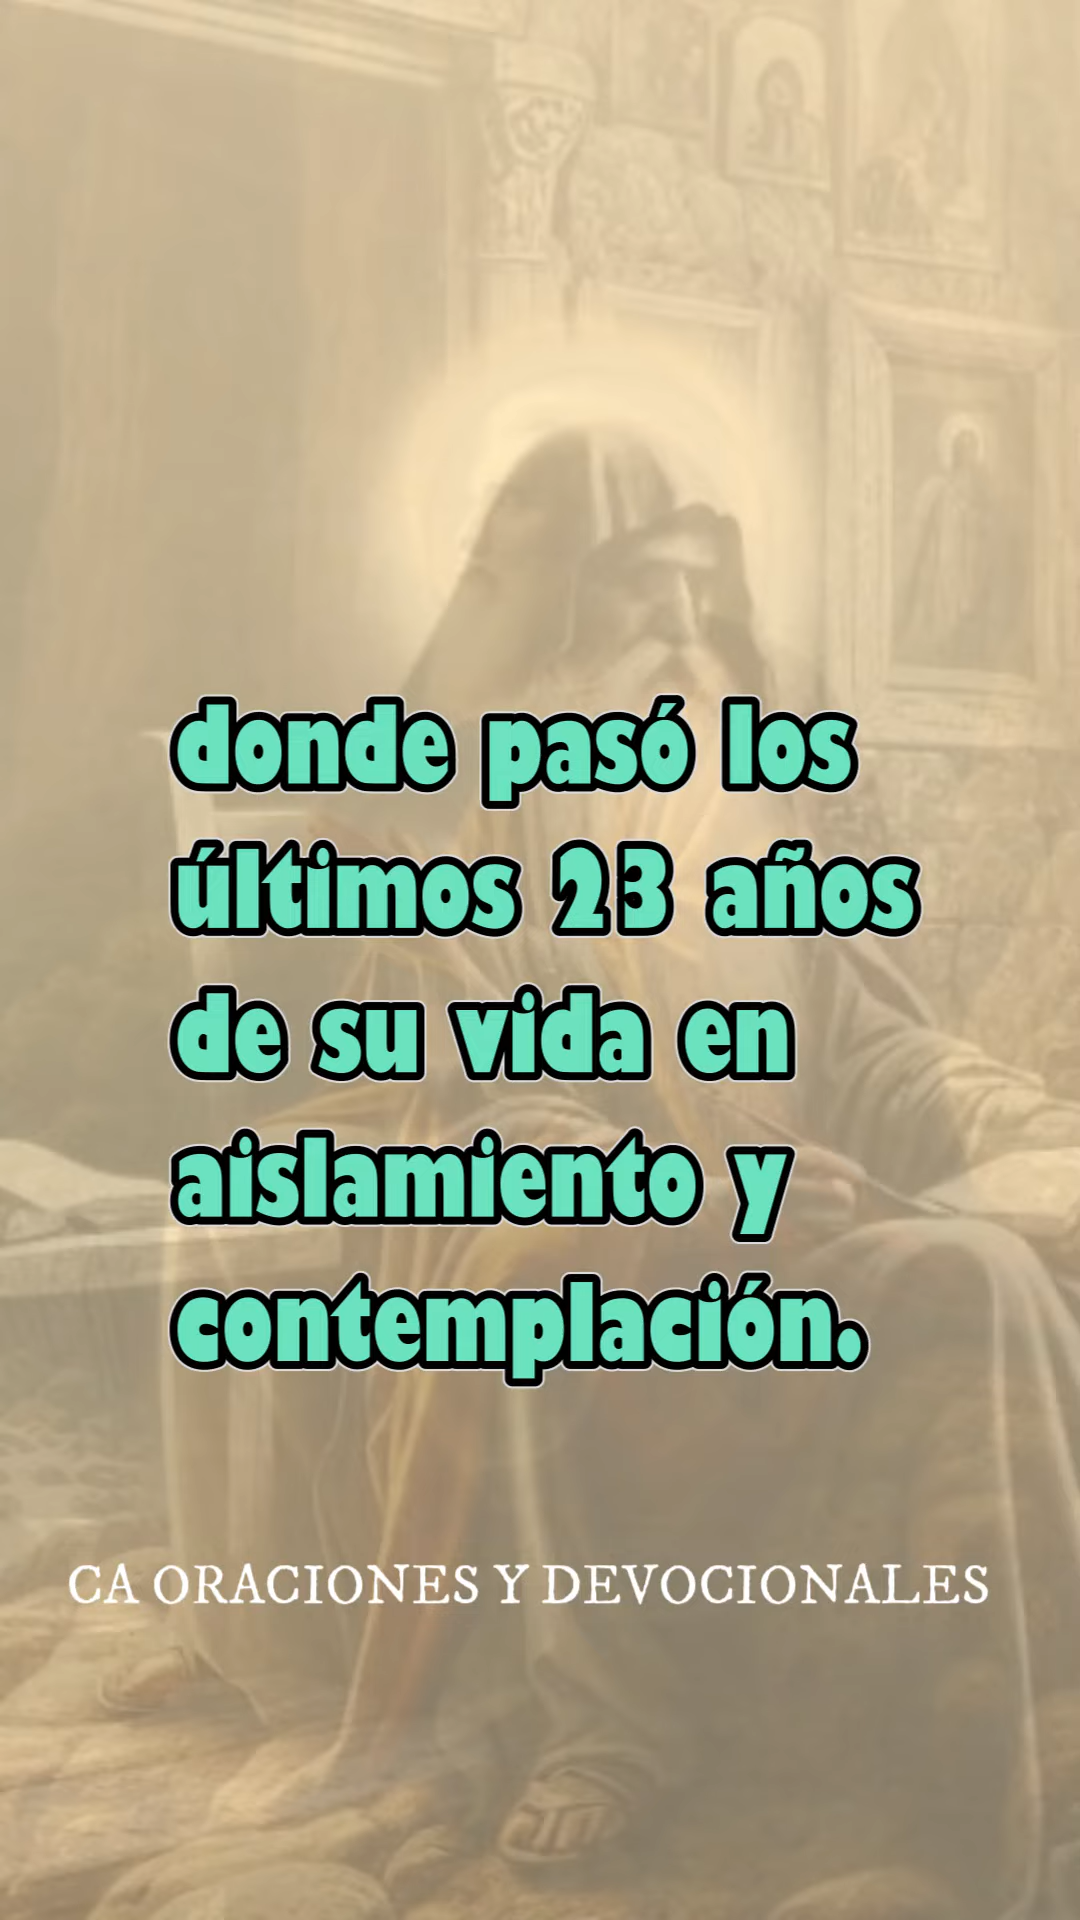 donde pasó los
últimos 23 años
de su vida en
aislamiento y
contemplación.
CA ORACIONES Y DEVOCIONALES